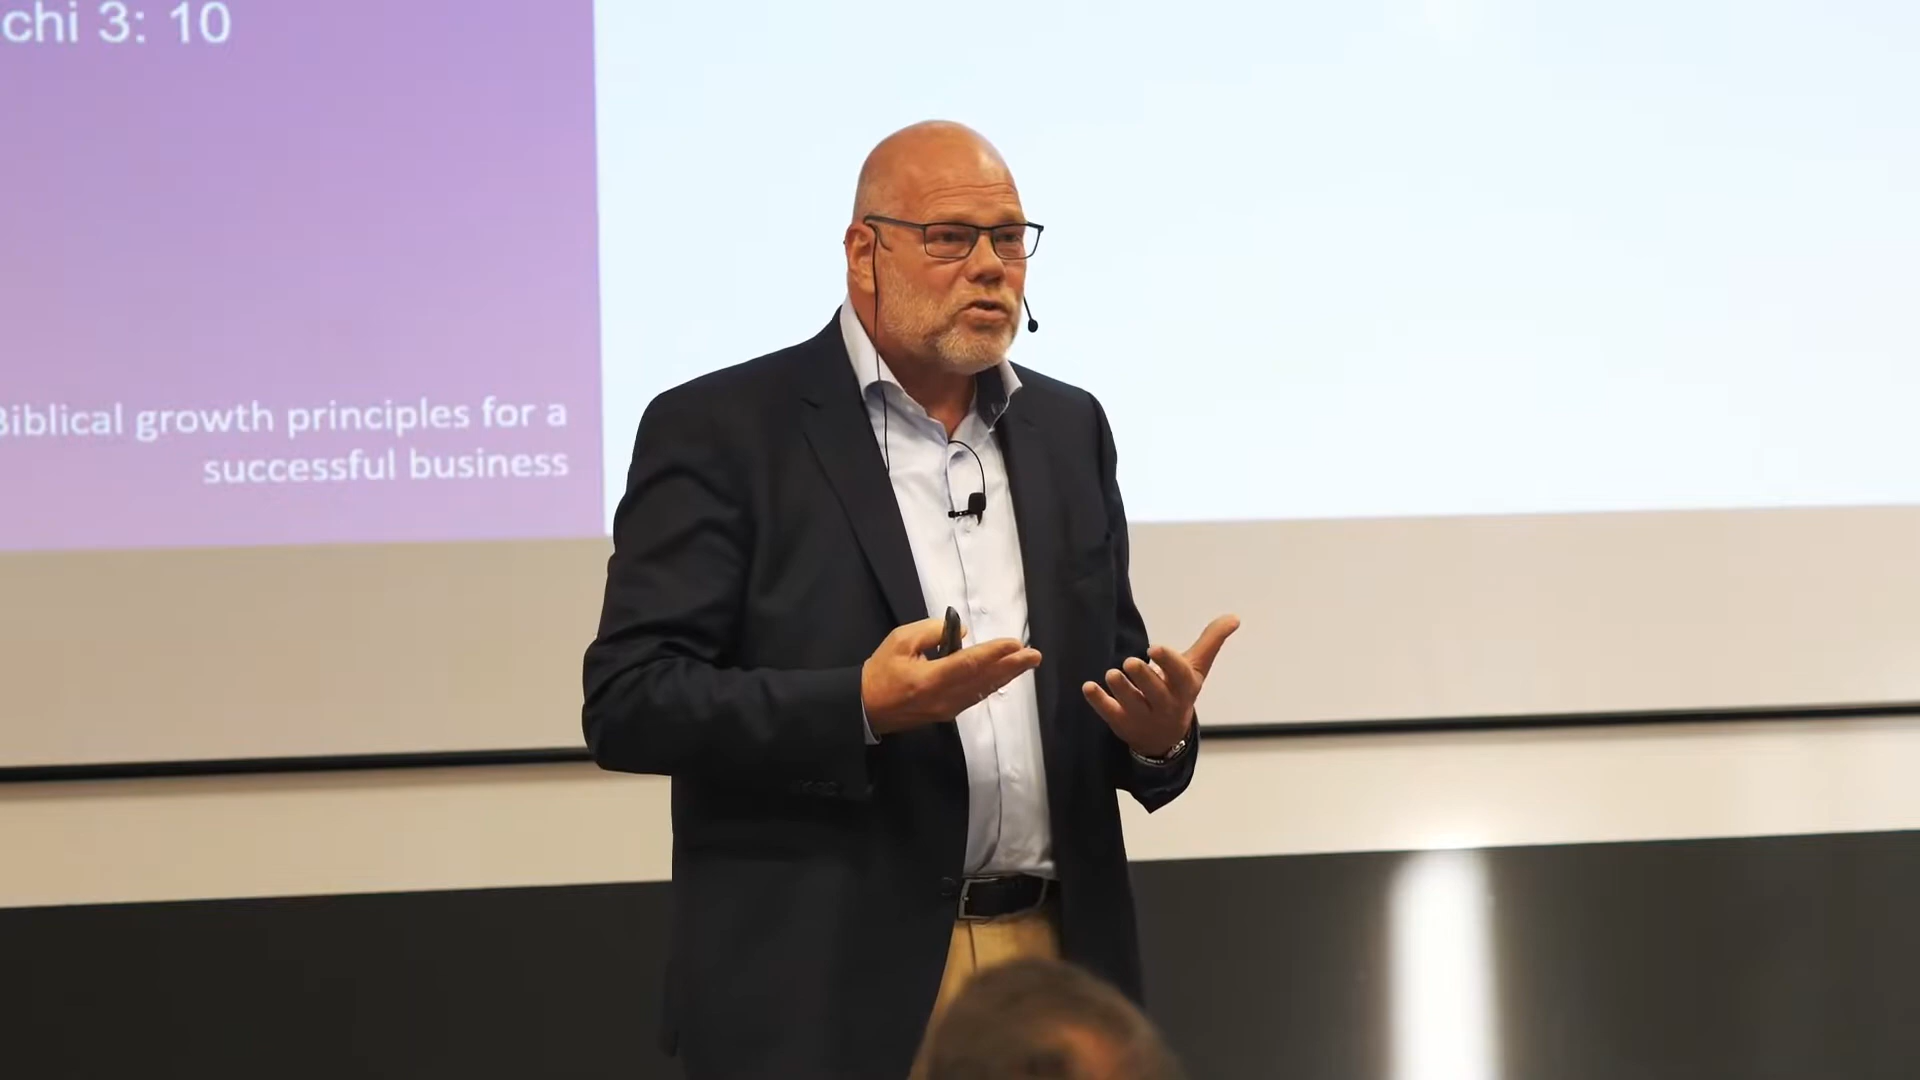 chi 3: 10
Biblical growth principles for a
successful business